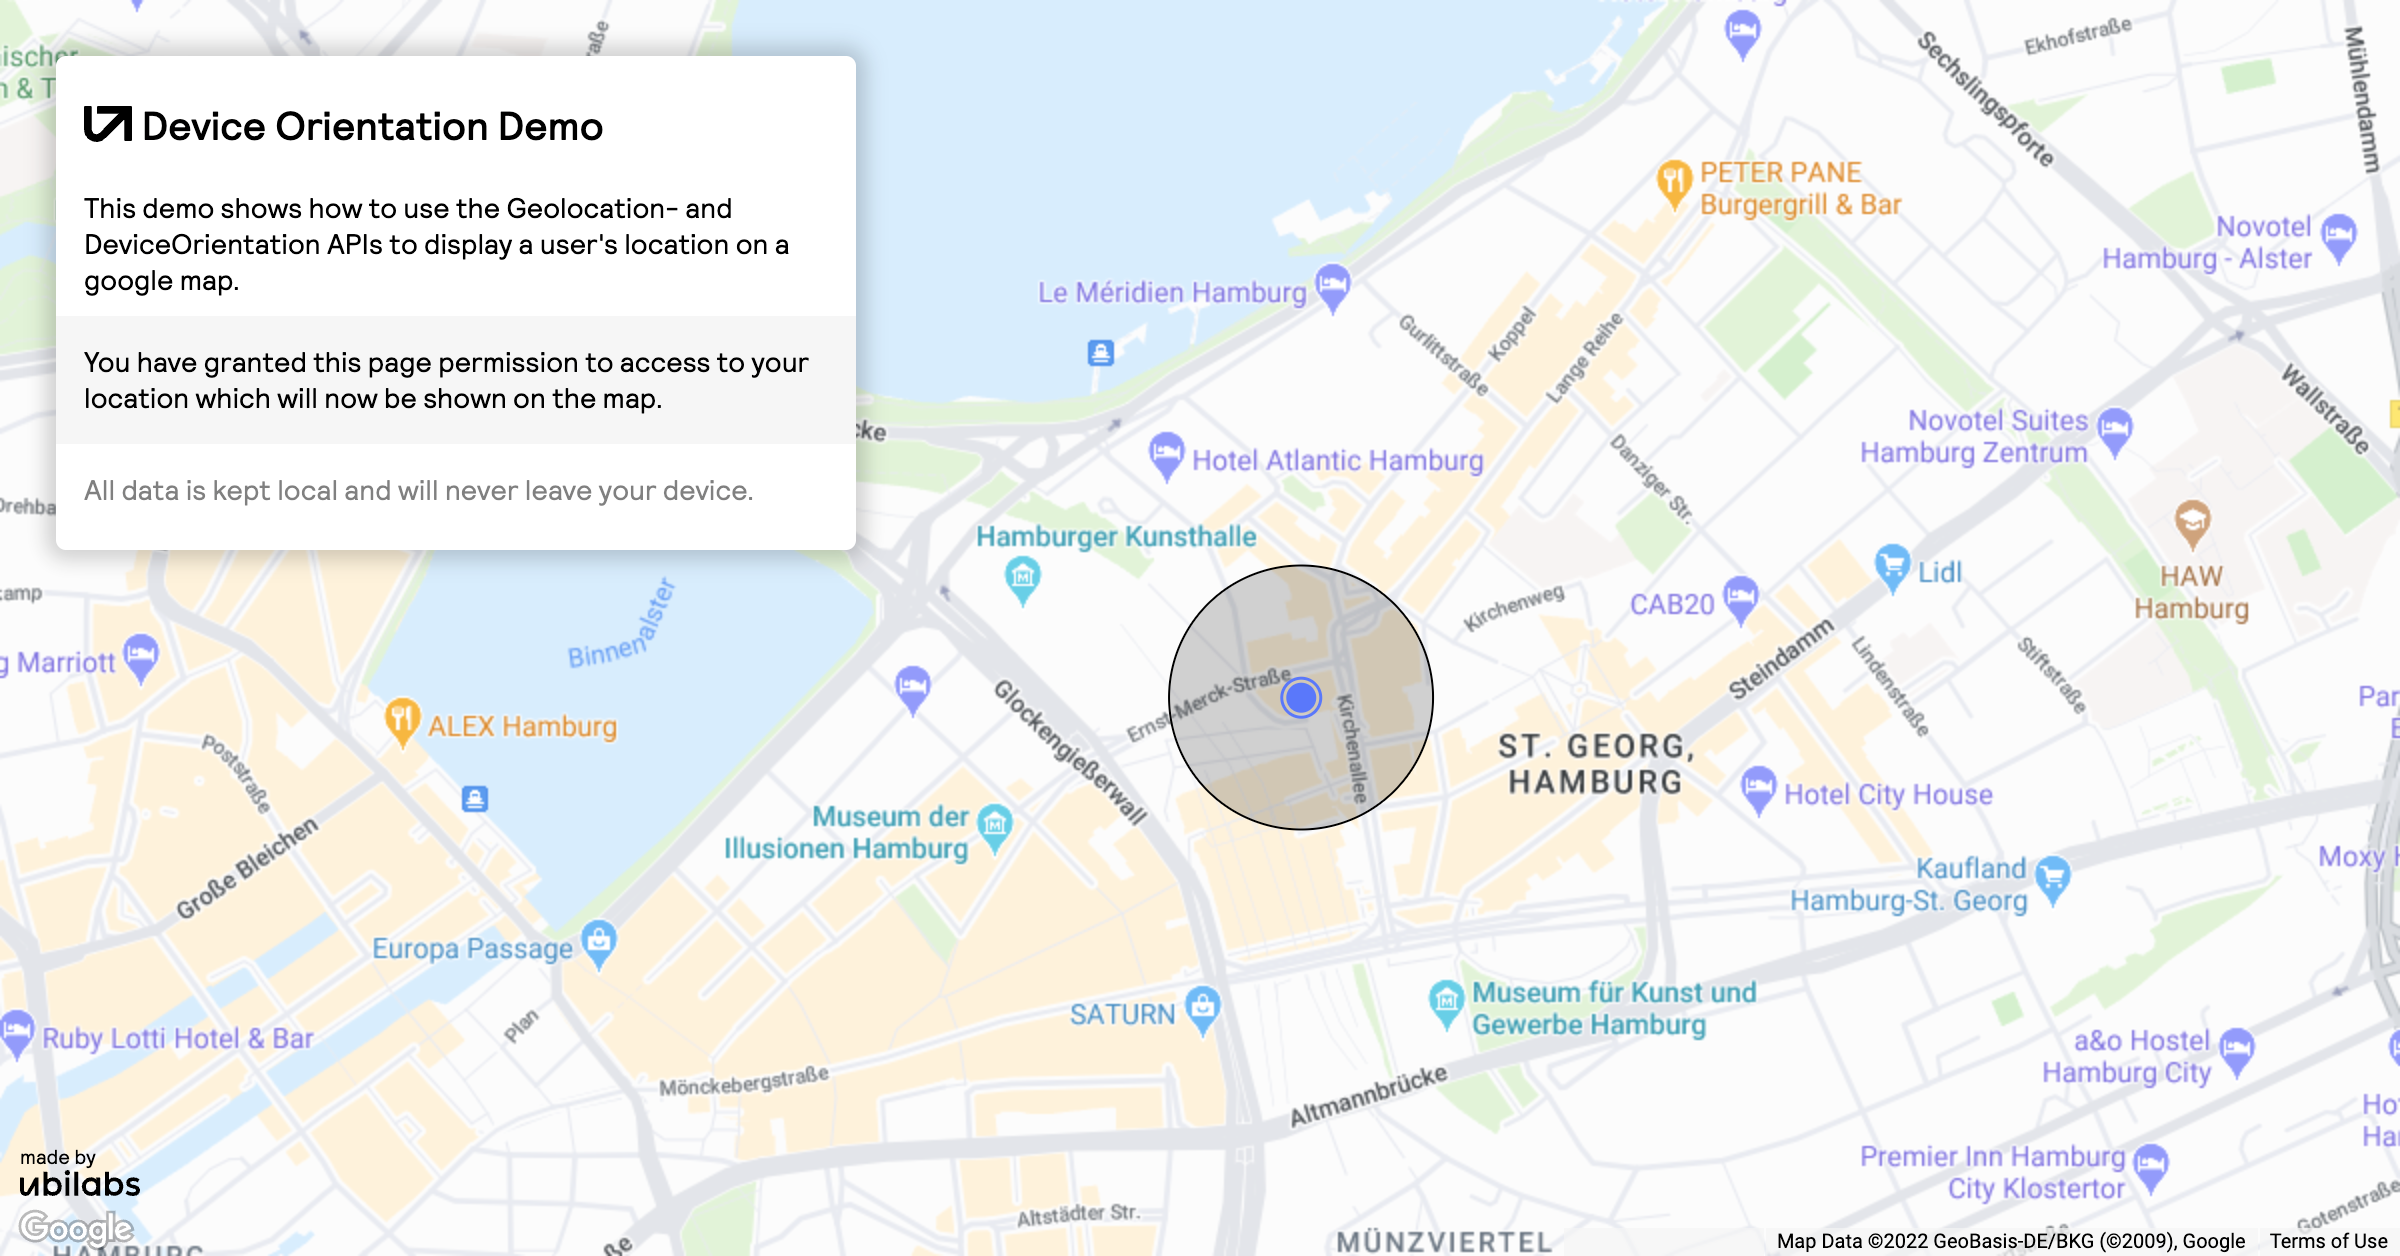 Device Orientation Demo
This demo shows how to use the Geolocation- and
DeviceOrientation APIs to display a user's location on a
google map.
You have granted this page permission to access to your
location which will now be shown on the map.
All data is kept local and will never leave your device.
Ekhofstraße
Sechslingspforte
Mühlendamm
PETER PANE
Burgergrill & Bar
Novotel
Hamburg - Alster
Le Méridien Hamburg
Koppel
Gurlittstraße
Lange Reihe
Wallstraße
Novotel Suites
Hamburg Zentrum
Hotel Atlantic Hamburg
Danziger Str.
Hamburger Kunsthalle
Lidl
HAW
Hamburg
CAB20
Kirchenweg
Binnenalster
Marriott
Steindamm
Lindenstraße
Stiftstraße
Ernst-Merck-Straße
Kirchenallee
Glockengießerwall
ALEX Hamburg
Poststraße
ST. GEORG,
HAMBURG
Hotel City House
Museum der
Illusionen Hamburg
Große Bleichen
Moxy
Kaufland
Hamburg-St. Georg
Europa Passage
SATURN
Museum für Kunst und
Gewerbe Hamburg
Plan
Ruby Lotti Hotel & Bar
a&o Hostel
Hamburg City
Mönckebergstraße
Altmannbrücke
Premier Inn Hamburg
City Klostertor
made by
ubilabs
Google
HAMBURG
Altstädter Str.
MÜNZVIERTEL
Gotenstraße
Map Data ©2022 GeoBasis-DE/BKG (©2009), Google
Terms of Use